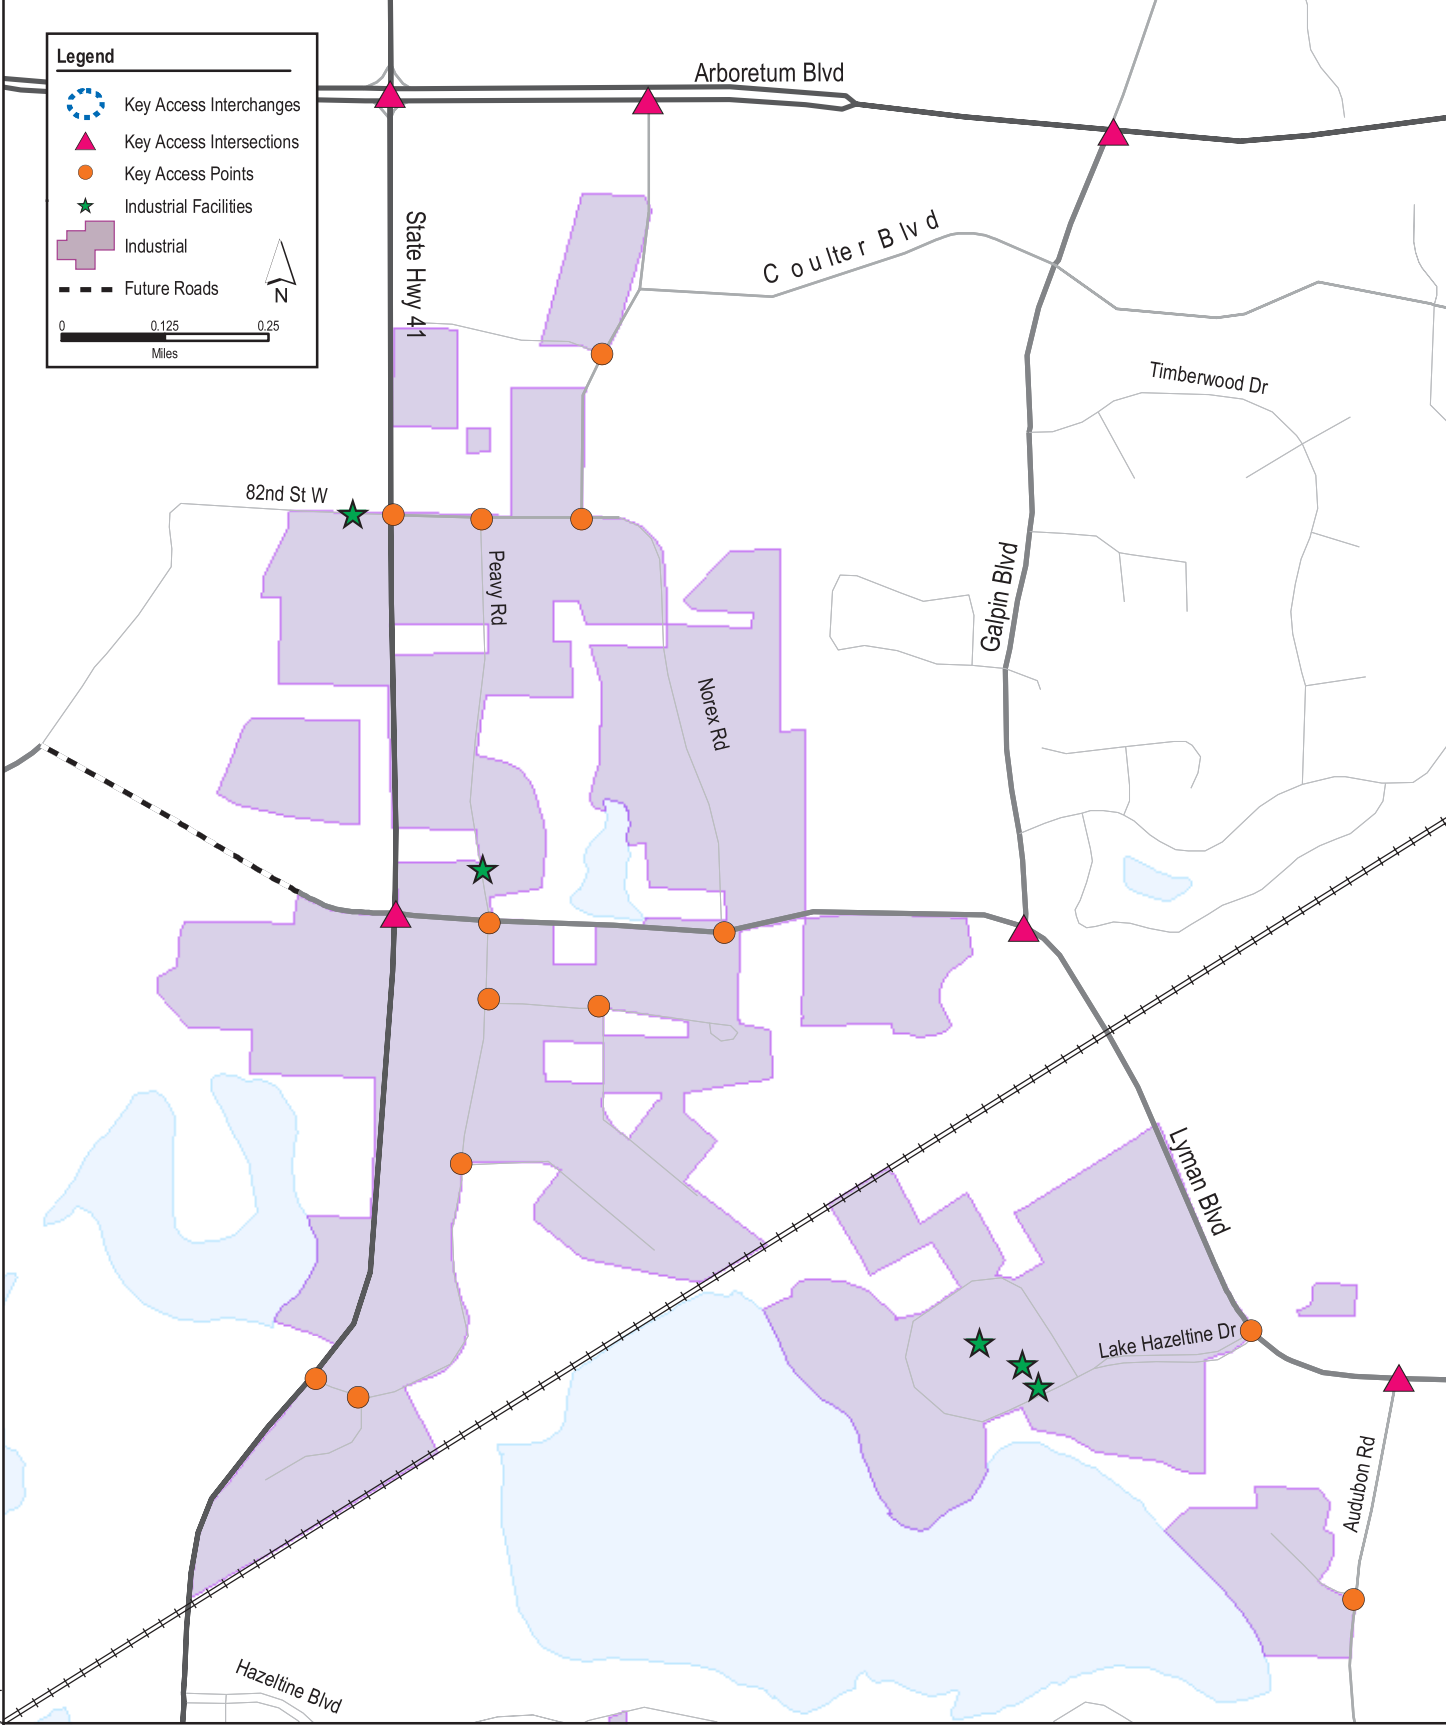 Legend
Key Access Interchanges
Key Access Intersections
Key Access Points
Industrial Facilities
Industrial
Future Roads
N
0 0.125 0.25
Miles
Arboretum Blvd
State Hwy 41
Coulter Blvd
Timberwood Dr
82nd St W
Peavy Rd
Galpin Blvd
Norex Rd
Lyman Blvd
Lake Hazeltine Dr
Audubon Rd
Hazeltine Blvd